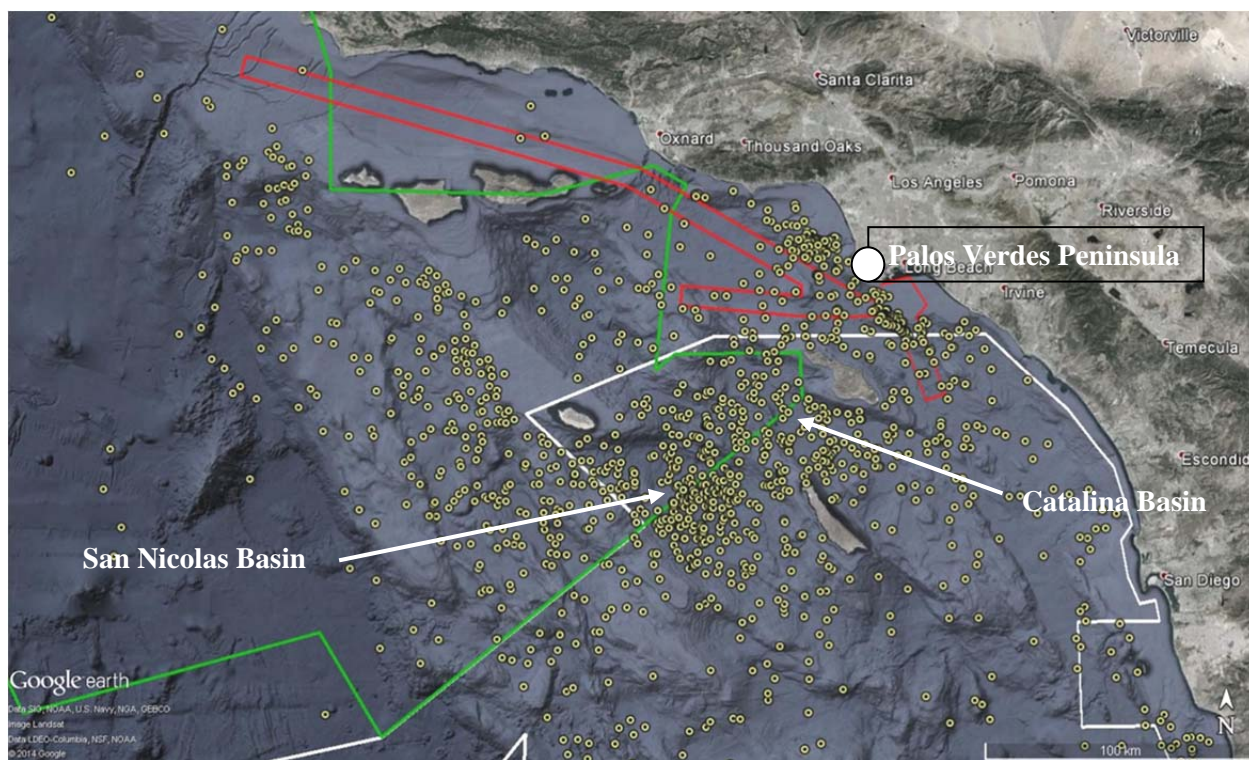 Victorville
Santa Clarita
Oxnard
Thousand Oaks
Los Angeles
Pomona
Riverside
Palos Verdes Peninsula
Long Beach
Irvine
Temecula
Escondid
Catalina Basin
San Nicolas Basin
San Diego
Google earth
Data SIO, NOAA, U.S. Navy, NGA, GEBCO
Image Landsat
Data LDEO-Columbia, NSF, NOAA
© 2014 Google
N
100 km